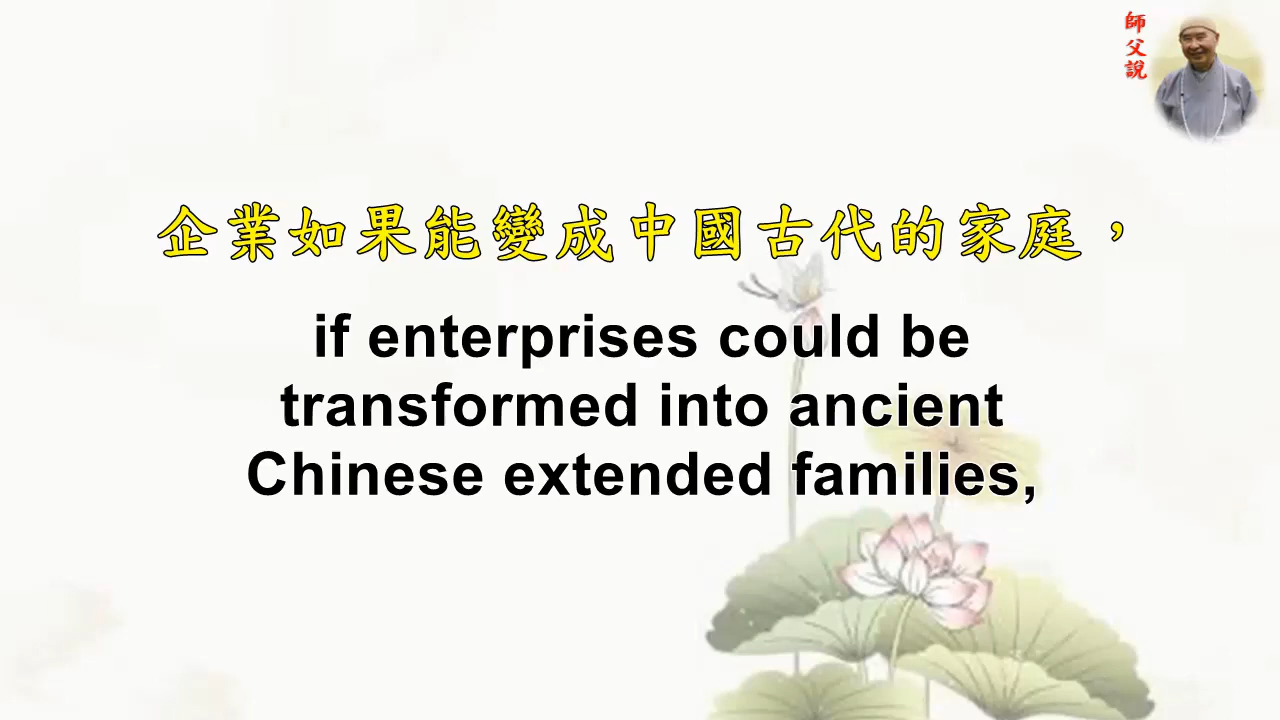 師父說
企業如果能變成中國古代的家庭，
if enterprises could be
transformed into ancient
Chinese extended families,